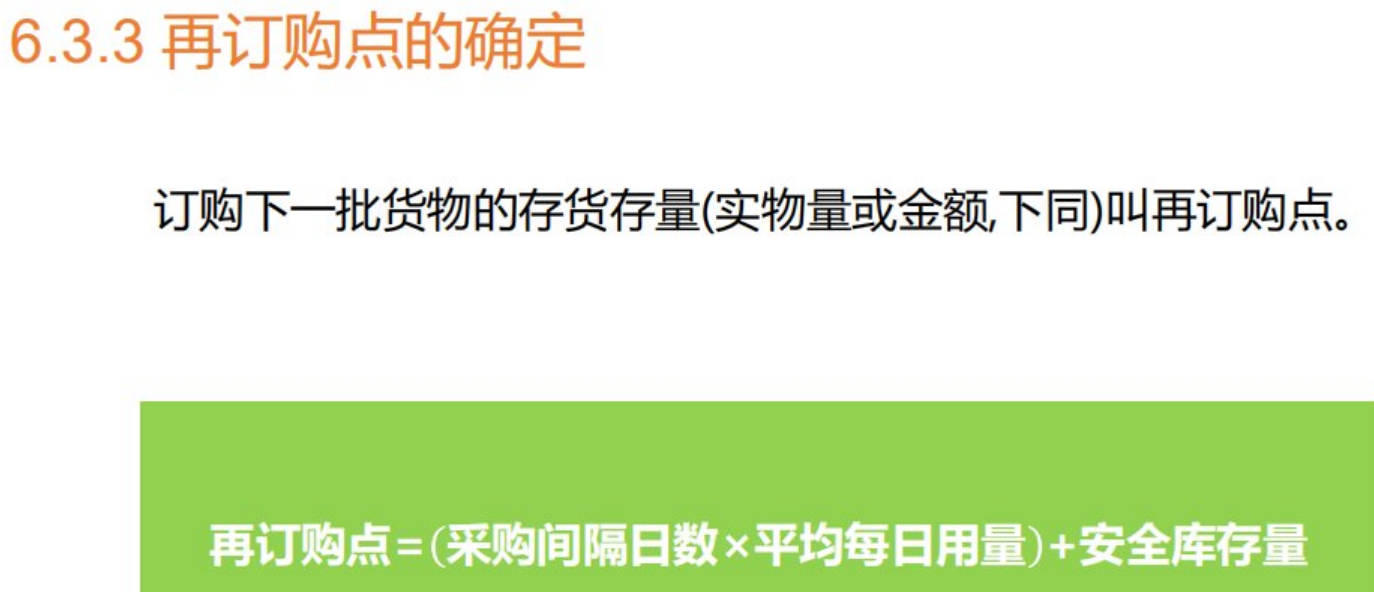 6.3.3 再订购点的确定
订购下一批货物的存货存量(实物量或金额,下同)叫再订购点。
再订购点=(采购间隔日数×平均每日用量)+安全库存量